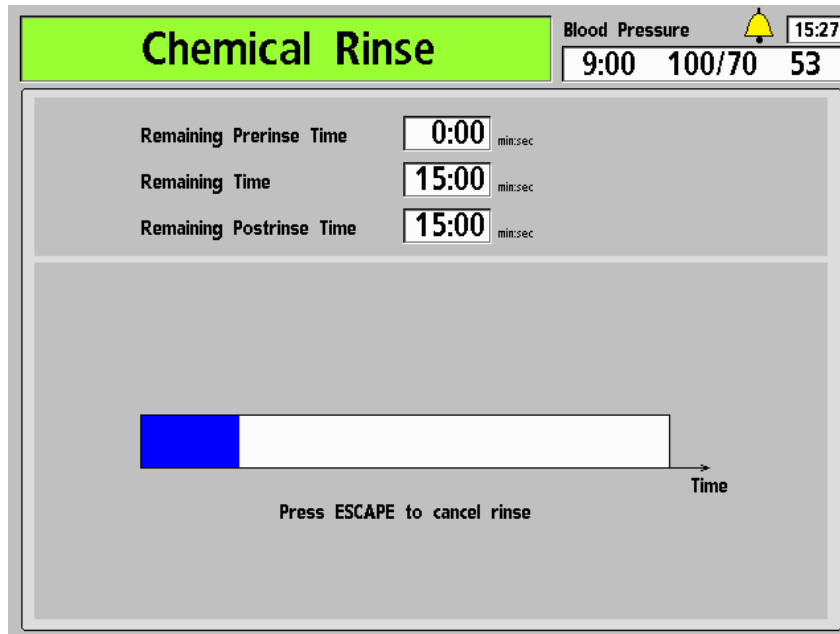 Chemical Rinse
Blood Pressure
15:27
9:00 100/70 53
Remaining Prerinse Time 0:00 min:sec
Remaining Time 15:00 min:sec
Remaining Postrinse Time 15:00 min:sec
Time
Press ESCAPE to cancel rinse